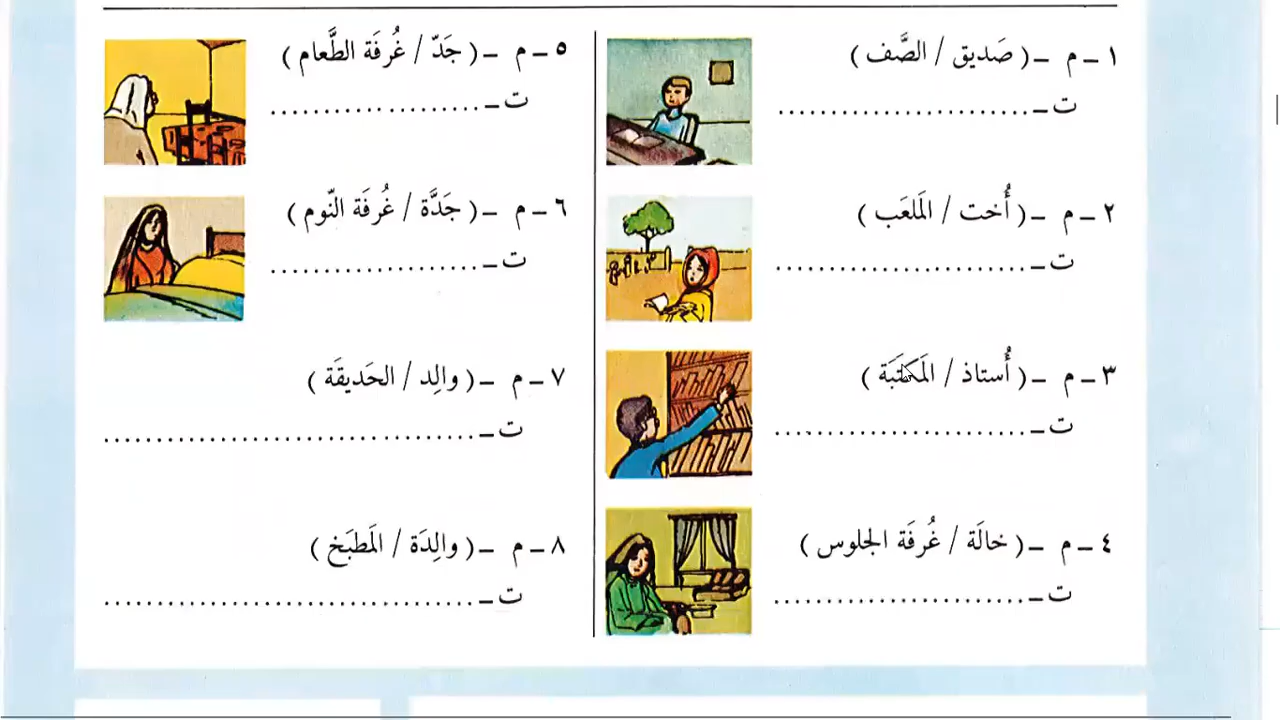 ١ ـ م ـ ( صَديق / الصَّف )
ت ـ ........................
٢ ـ م ـ ( أُخت / المَلعَب )
ت ـ ........................
٣ ـ م ـ ( أُستاذ / المَكتَبَة )
ت ـ ........................
٤ ـ م ـ ( خالَة / غُرفَة الجلوس )
ت ـ ........................
٥ ـ م ـ ( جَدّ / غُرفَة الطَّعام )
ت ـ ....................
٦ ـ م ـ ( جَدَّة / غُرفَة النّوم )
ت ـ ....................
٧ ـ م ـ ( والِد / الحَديقَة )
ت ـ ....................................
٨ ـ م ـ ( والِدَة / المَطبَخ )
ت ـ ....................................